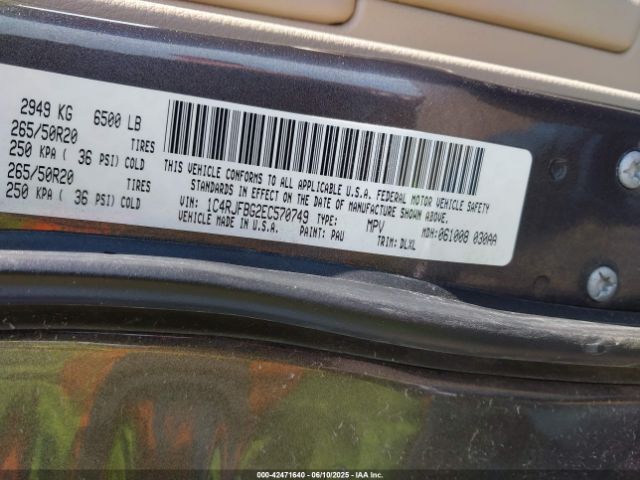 2949 KG 6500 LB
265/50R20 TIRES
250 KPA ( 36 PSI) COLD
265/50R20 TIRES
250 KPA ( 36 PSI) COLD
THIS VEHICLE CONFORMS TO ALL APPLICABLE U.S.A. FEDERAL MOTOR VEHICLE SAFETY
STANDARDS IN EFFECT ON THE DATE OF MANUFACTURE SHOWN ABOVE.
VIN: 1C4RJFBG2EC570749 TYPE: MPV MDH: 061008 030AA
VEHICLE MADE IN U.S.A. PAINT: PAU TRIM: DLXL
000-42471640 - 06/10/2025 - IAA Inc.